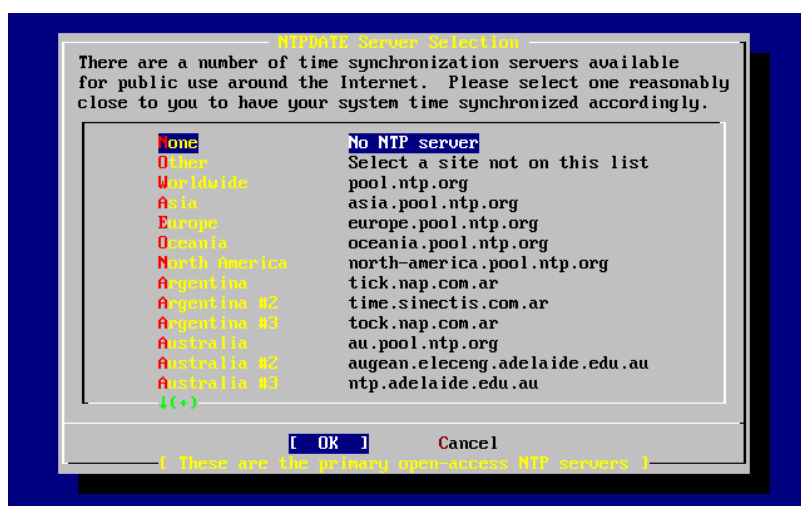 NTPDATE Server Selection
There are a number of time synchronization servers available
for public use around the Internet.  Please select one reasonably
close to you to have your system time synchronized accordingly.
None No NTP server
Other Select a site not on this list
Worldwide pool.ntp.org
Asia asia.pool.ntp.org
Europe europe.pool.ntp.org
Oceania oceania.pool.ntp.org
North America north-america.pool.ntp.org
Argentina tick.nap.com.ar
Argentina #2 time.sinectis.com.ar
Argentina #3 tock.nap.com.ar
Australia au.pool.ntp.org
Australia #2 augean.eleceng.adelaide.edu.au
Australia #3 ntp.adelaide.edu.au
↓(+)
[ OK ] Cancel
[ These are the primary open-access NTP servers ]